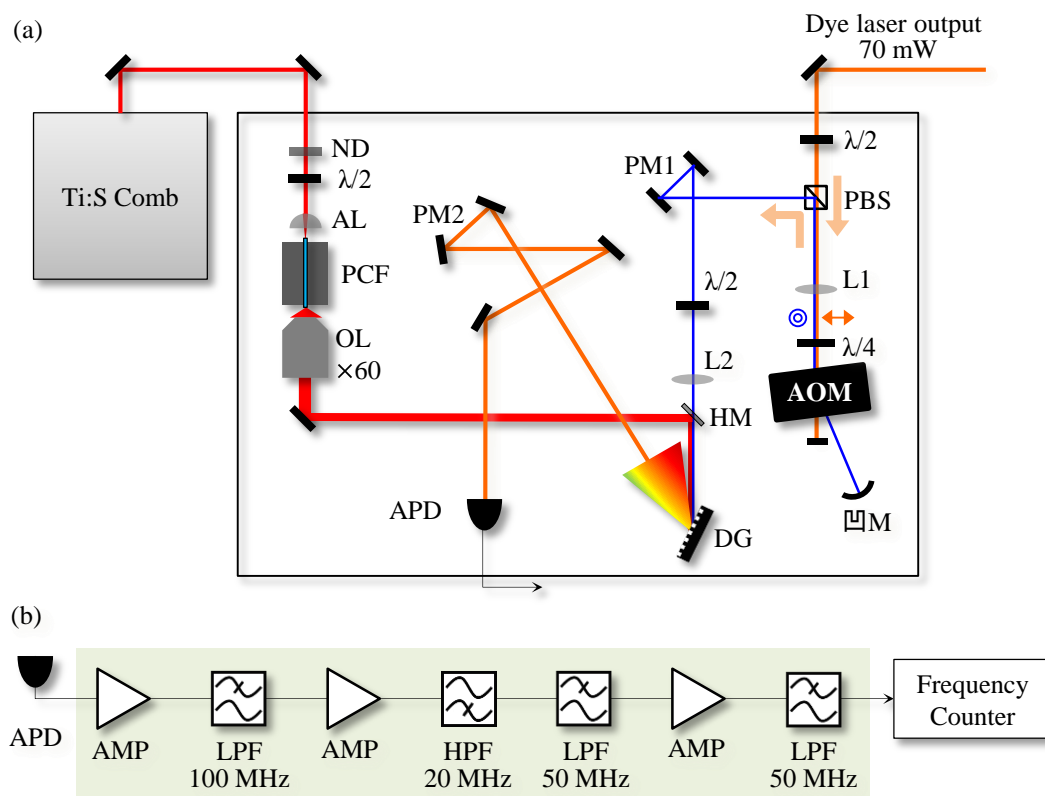 (a)
Dye laser output
70 mW
Ti:S Comb
ND
λ/2
AL
PCF
OL
×60
PM2
PM1
λ/2
PBS
L1
λ/2
λ/4
L2
AOM
HM
凹M
APD
DG
(b)
APD
AMP
LPF
100 MHz
AMP
HPF
20 MHz
LPF
50 MHz
AMP
LPF
50 MHz
Frequency
Counter